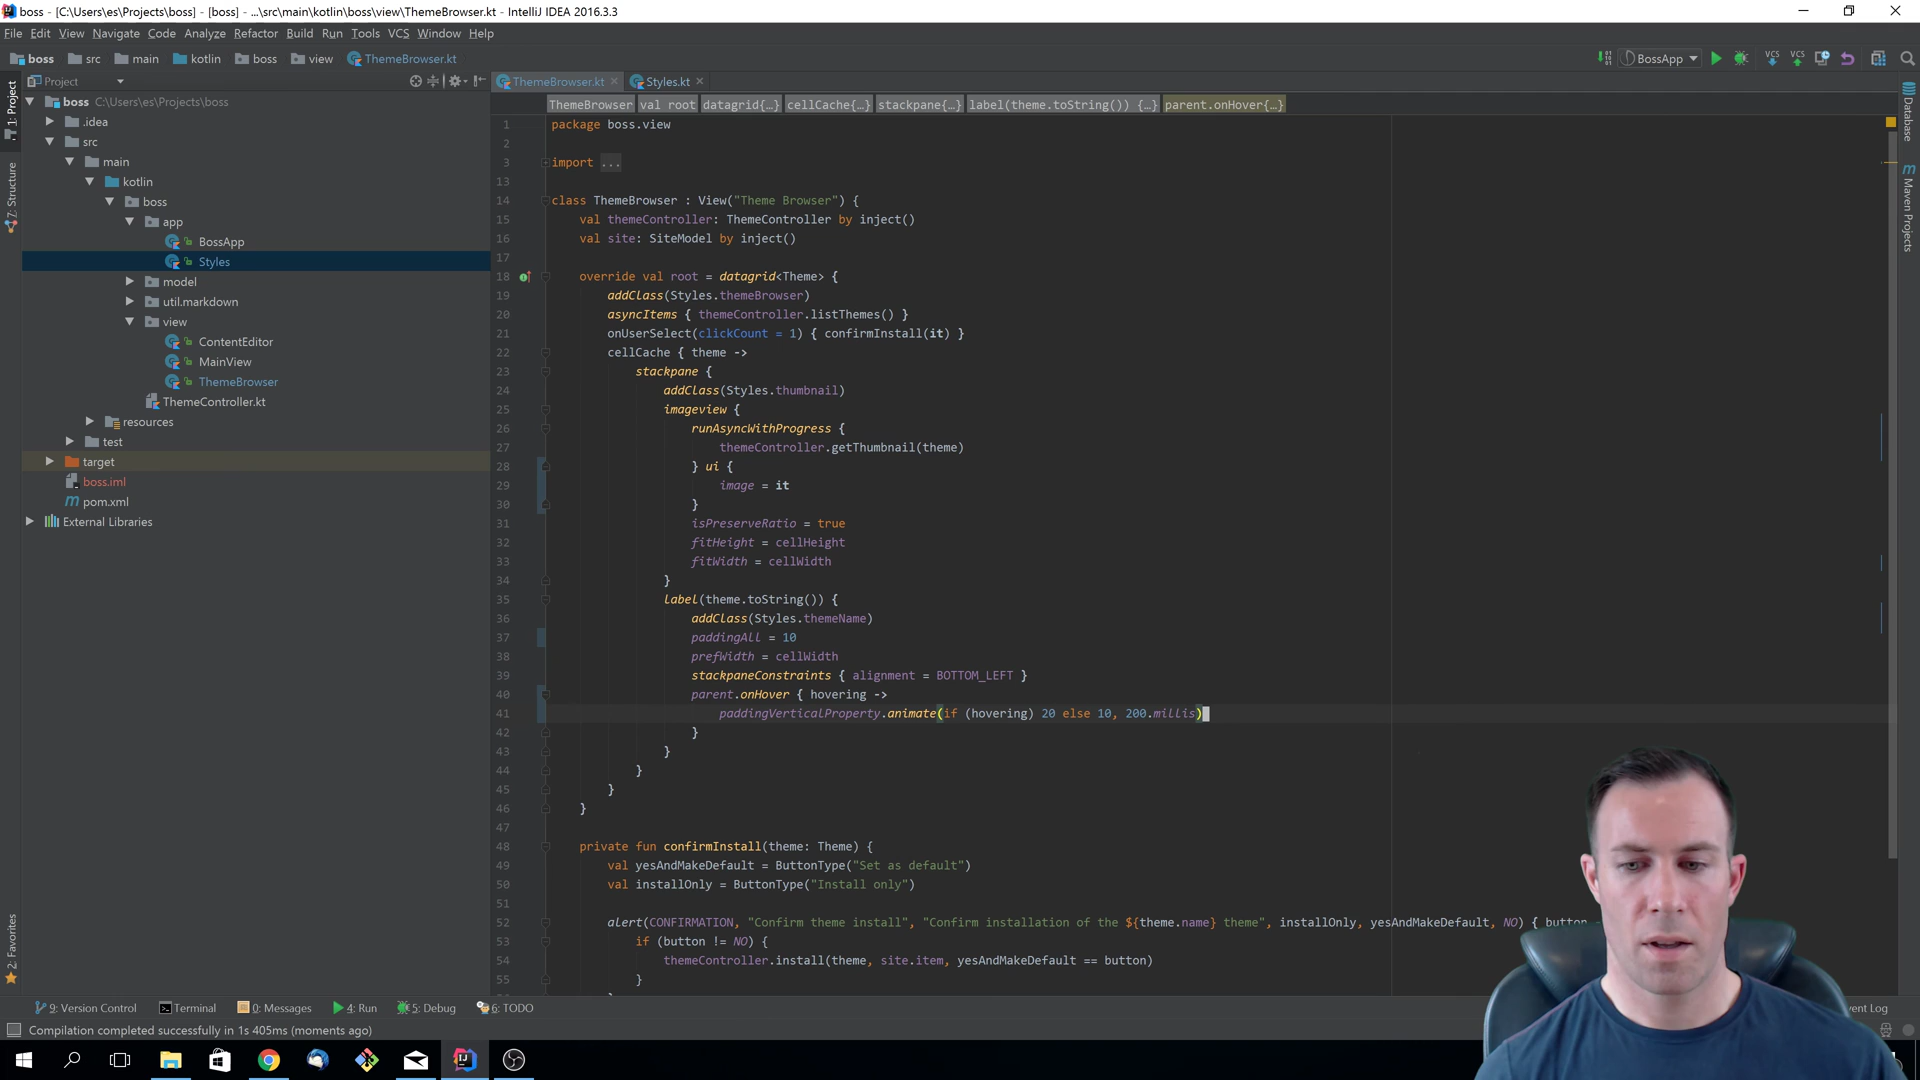 boss - [C:\Users\es\Projects\boss] - [boss] - ...\src\main\kotlin\boss\view\ThemeBrowser.kt - IntelliJ IDEA 2016.3.3
File Edit View Navigate Code Analyze Refactor Build Run Tools VCS Window Help
boss src main kotlin boss view ThemeBrowser.kt BossApp VCS VCS
Project ThemeBrowser.kt Styles.kt
ThemeBrowser val root datagrid{...} cellCache{...} stackpane{...} label(theme.toString()) {...} parent.onHover{...}
1: Project
7: Structure
2: Favorites
boss C:\Users\es\Projects\boss
.idea
src
main
kotlin
boss
app
BossApp
Styles
model
util.markdown
view
ContentEditor
MainView
ThemeBrowser
ThemeController.kt
resources
test
target
boss.iml
pom.xml
External Libraries
1 package boss.view
2
3 import ...
13
14 class ThemeBrowser : View("Theme Browser") {
15 val themeController: ThemeController by inject()
16 val site: SiteModel by inject()
17
18 override val root = datagrid<Theme> {
19 addClass(Styles.themeBrowser)
20 asyncItems { themeController.listThemes() }
21 onUserSelect(clickCount = 1) { confirmInstall(it) }
22 cellCache { theme ->
23 stackpane {
24 addClass(Styles.thumbnail)
25 imageview {
26 runAsyncWithProgress {
27 themeController.getThumbnail(theme)
28 } ui {
29 image = it
30 }
31 isPreserveRatio = true
32 fitHeight = cellHeight
33 fitWidth = cellWidth
34 }
35 label(theme.toString()) {
36 addClass(Styles.themeName)
37 paddingAll = 10
38 prefWidth = cellWidth
39 stackpaneConstraints { alignment = BOTTOM_LEFT }
40 parent.onHover { hovering ->
41 paddingVerticalProperty.animate(if (hovering) 20 else 10, 200.millis)
42 }
43 }
44 }
45 }
46 }
47
48 private fun confirmInstall(theme: Theme) {
49 val yesAndMakeDefault = ButtonType("Set as default")
50 val installOnly = ButtonType("Install only")
51
52 alert(CONFIRMATION, "Confirm theme install", "Confirm installation of the ${theme.name} theme", installOnly, yesAndMakeDefault, NO) { button
53 if (button != NO) {
54 themeController.install(theme, site.item, yesAndMakeDefault == button)
55 }
Database
Maven Projects
9: Version Control Terminal 0: Messages 4: Run 5: Debug 6: TODO Log
Compilation completed successfully in 1s 405ms (moments ago)